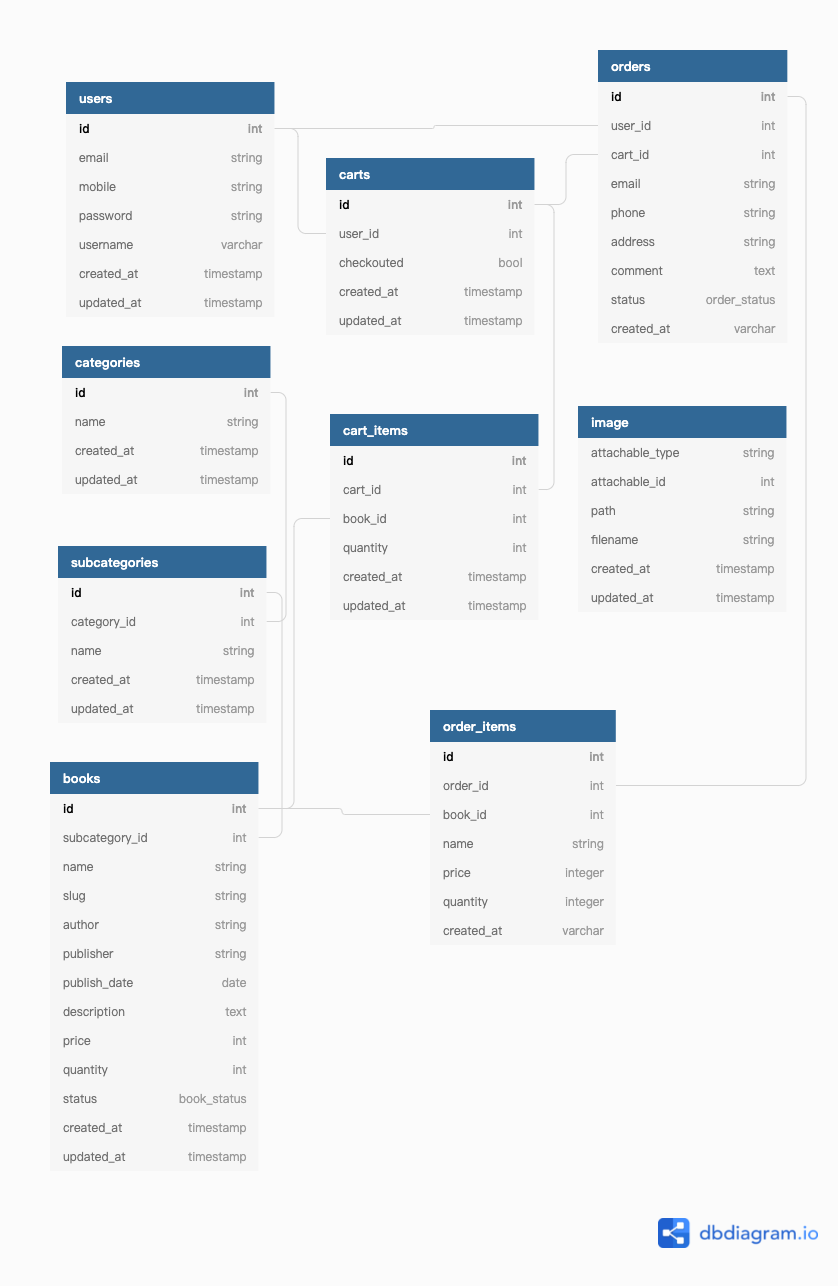 users
id int
email string
mobile string
password string
username varchar
created_at timestamp
updated_at timestamp
carts
id int
user_id int
checkouted bool
created_at timestamp
updated_at timestamp
orders
id int
user_id int
cart_id int
email string
phone string
address string
comment text
status order_status
created_at varchar
categories
id int
name string
created_at timestamp
updated_at timestamp
cart_items
id int
cart_id int
book_id int
quantity int
created_at timestamp
updated_at timestamp
image
attachable_type string
attachable_id int
path string
filename string
created_at timestamp
updated_at timestamp
subcategories
id int
category_id int
name string
created_at timestamp
updated_at timestamp
order_items
id int
order_id int
book_id int
name string
price integer
quantity integer
created_at varchar
books
id int
subcategory_id int
name string
slug string
author string
publisher string
publish_date date
description text
price int
quantity int
status book_status
created_at timestamp
updated_at timestamp
dbdiagram.io